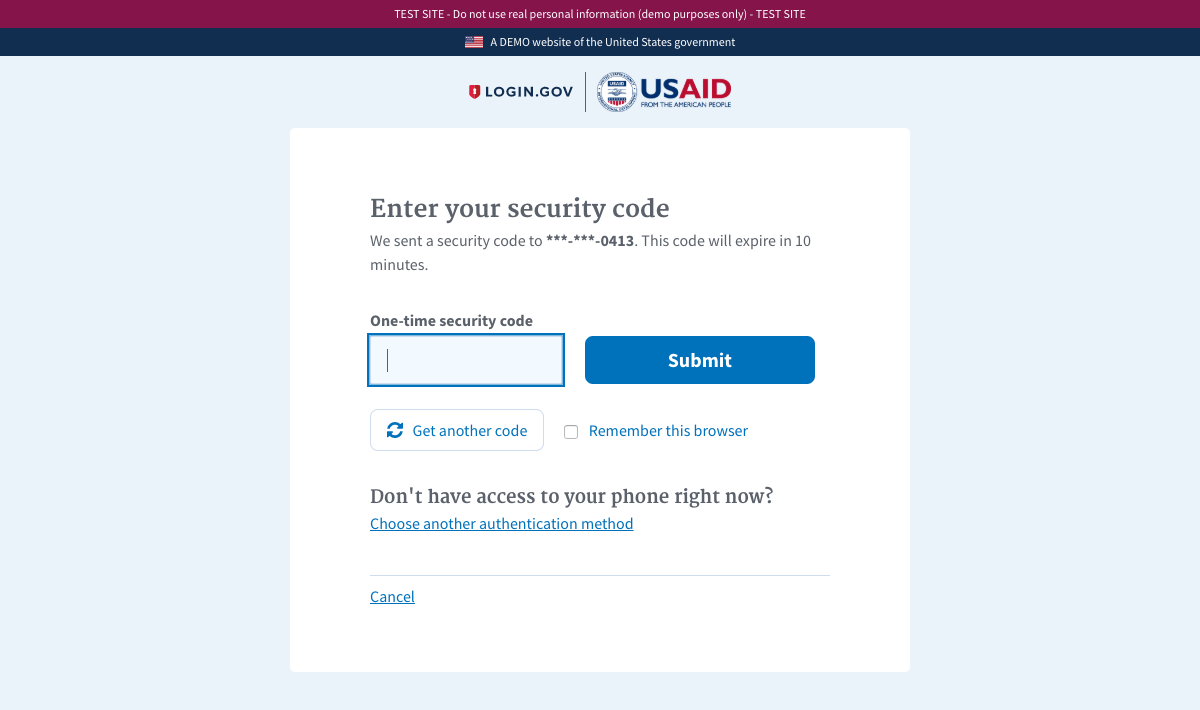 TEST SITE - Do not use real personal information (demo purposes only) - TEST SITE
A DEMO website of the United States government
LOGIN.GOV
USAID
FROM THE AMERICAN PEOPLE
Enter your security code
We sent a security code to ***-***-0413. This code will expire in 10
minutes.
One-time security code
Submit
Get another code
Remember this browser
Don't have access to your phone right now?
Choose another authentication method
Cancel